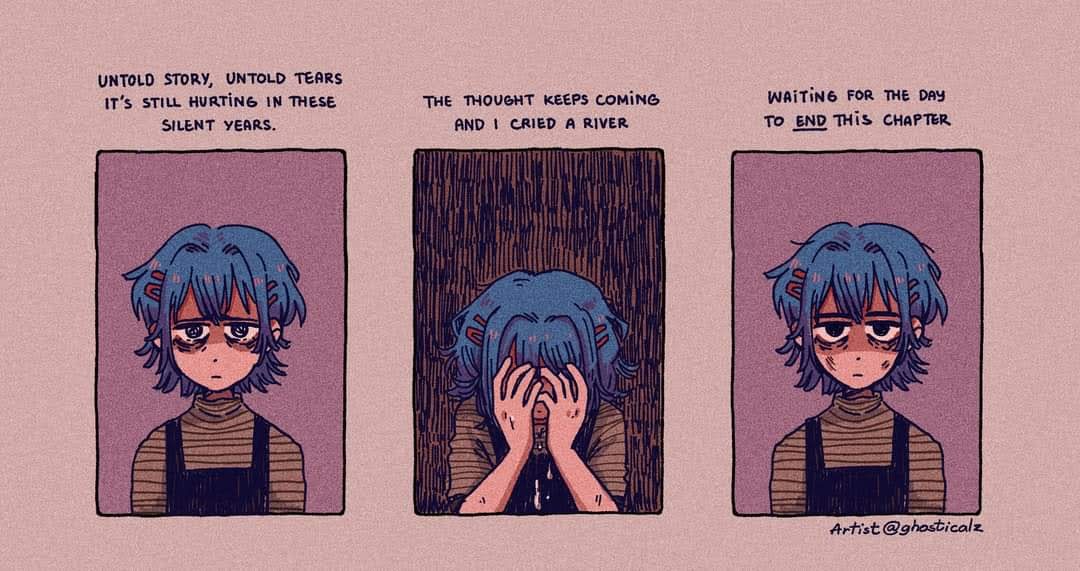 UNTOLD STORY, UNTOLD TEARS
IT'S STILL HURTING IN THESE
SILENT YEARS.
THE THOUGHT KEEPS COMING
AND I CRIED A RIVER
WAITING FOR THE DAY
TO END THIS CHAPTER
Artist @ghosticalz